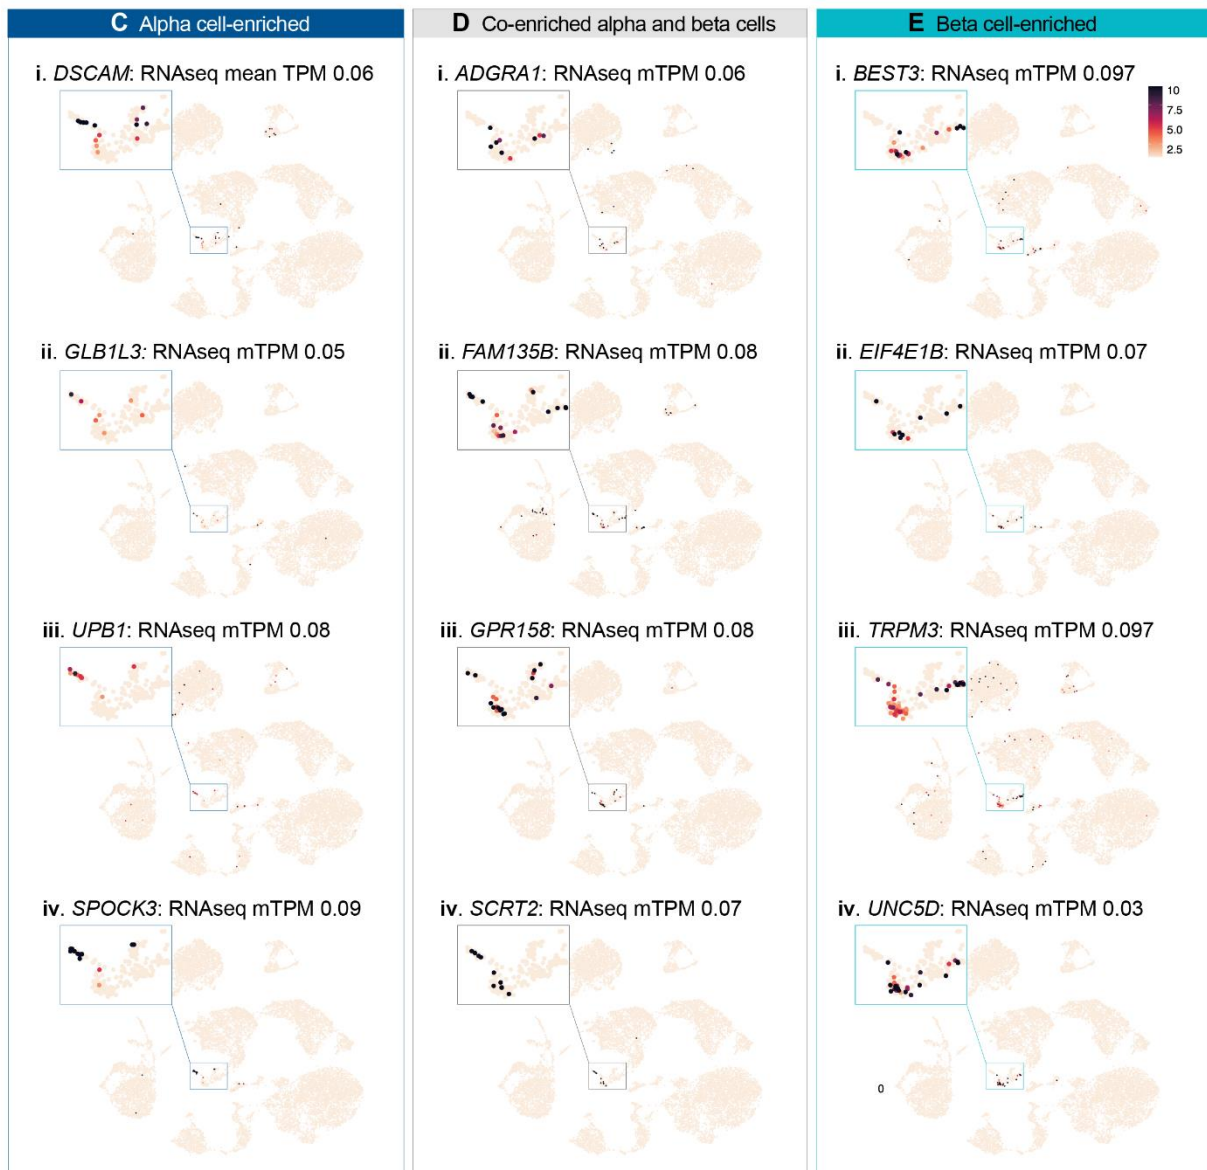 C Alpha cell-enriched
D Co-enriched alpha and beta cells
E Beta cell-enriched
i. DSCAM: RNAseq mean TPM 0.06
i. ADGRA1: RNAseq mTPM 0.06
i. BEST3: RNAseq mTPM 0.097
10
7.5
5.0
2.5
ii. GLB1L3: RNAseq mTPM 0.05
ii. FAM135B: RNAseq mTPM 0.08
ii. EIF4E1B: RNAseq mTPM 0.07
iii. UPB1: RNAseq mTPM 0.08
iii. GPR158: RNAseq mTPM 0.08
iii. TRPM3: RNAseq mTPM 0.097
iv. SPOCK3: RNAseq mTPM 0.09
iv. SCRT2: RNAseq mTPM 0.07
iv. UNC5D: RNAseq mTPM 0.03
0